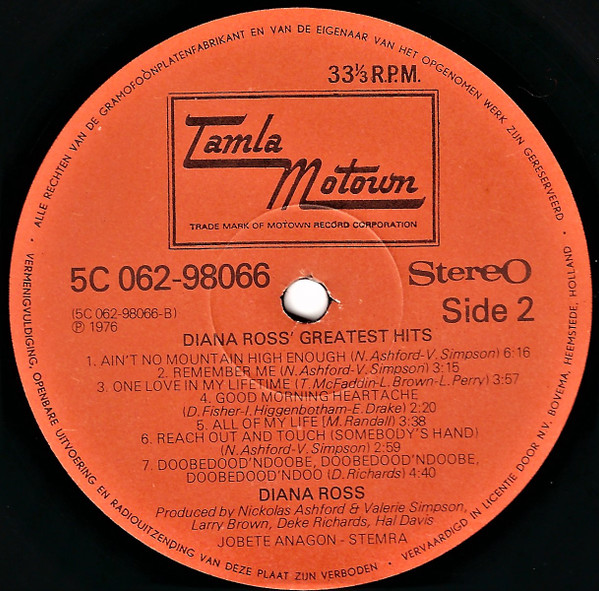 33⅓ R.P.M.
Tamla
Motown
TRADE MARK OF MOTOWN RECORD CORPORATION
5C 062-98066
Stereo
(5C 062-98066-B)
℗ 1976
Side 2
DIANA ROSS' GREATEST HITS
1. AIN'T NO MOUNTAIN HIGH ENOUGH (N. Ashford-V. Simpson) 6:16
2. REMEMBER ME (N. Ashford-V. Simpson) 3:15
3. ONE LOVE IN MY LIFETIME (T. McFaddin-L. Brown-L. Perry) 3:57
4. GOOD MORNING HEARTACHE
(D. Fisher-I. Higgenbotham-E. Drake) 2:20
5. ALL OF MY LIFE (M. Randall) 3:38
6. REACH OUT AND TOUCH (SOMEBODY'S HAND)
(N. Ashford-V. Simpson) 2:59
7. DOOBEDOOD'NDOOBE, DOOBEDOOD'NDOOBE,
DOOBEDOOD'NDOO (D. Richards) 4:40
DIANA ROSS
Produced by Nickolas Ashford & Valerie Simpson,
Larry Brown, Deke Richards, Hal Davis
JOBETE ANAGON - STEMRA
• ALLE RECHTEN VAN DE GRAMOFOONPLATENFABRIKANT EN VAN DE EIGENAAR VAN HET OPGENOMEN WERK ZIJN GERESERVEERD •
VERMENIGVULDIGING, OPENBARE UITVOERING EN RADIOUITZENDING VAN DEZE PLAAT ZIJN VERBODEN •
VERVAARDIGD IN LICENTIE DOOR N.V. BOVEMA, HEEMSTEDE, HOLLAND •